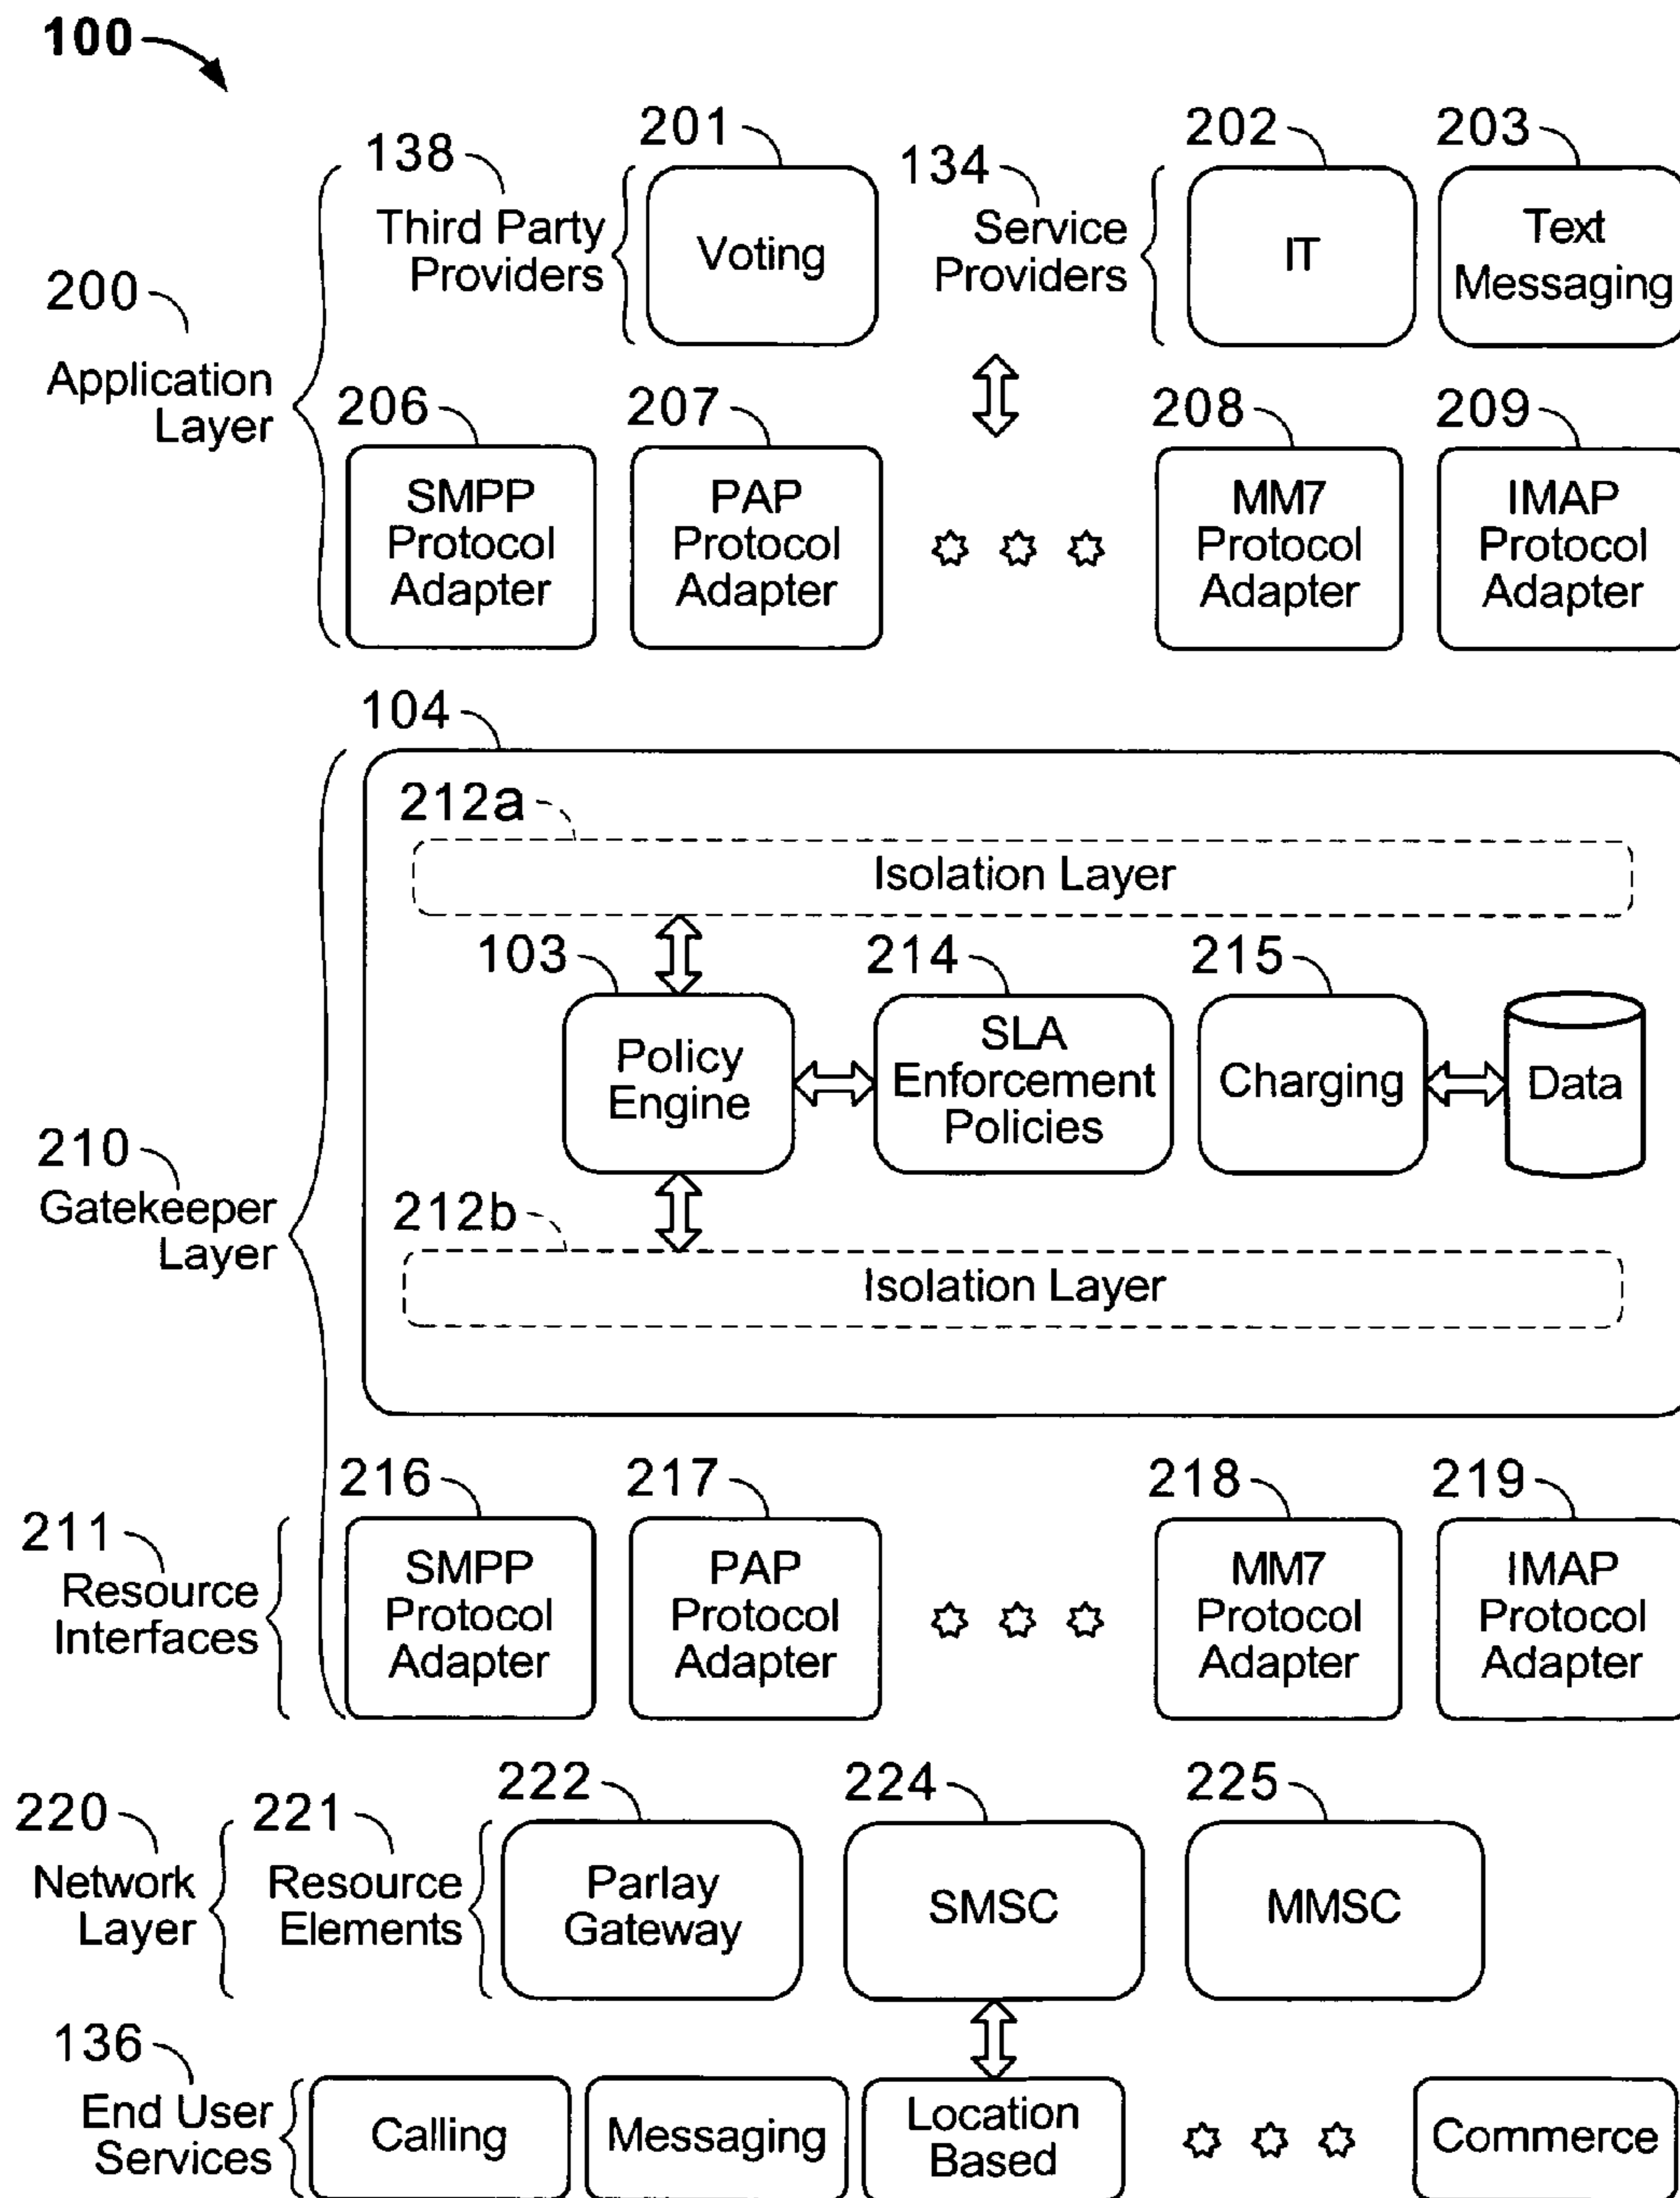 100
201
202
203
138
134
Third Party
Providers
Voting
Service
Providers
IT
Text
Messaging
200
Application
Layer
206
207
208
209
SMPP
Protocol
Adapter
PAP
Protocol
Adapter
MM7
Protocol
Adapter
IMAP
Protocol
Adapter
104
212a
Isolation Layer
103
214
215
Policy
Engine
SLA
Enforcement
Policies
Charging
Data
210
Gatekeeper
Layer
212b
Isolation Layer
216
217
218
219
211
Resource
Interfaces
SMPP
Protocol
Adapter
PAP
Protocol
Adapter
MM7
Protocol
Adapter
IMAP
Protocol
Adapter
222
224
225
220
221
Network
Layer
Resource
Elements
Parlay
Gateway
SMSC
MMSC
136
End User
Services
Calling
Messaging
Location
Based
Commerce